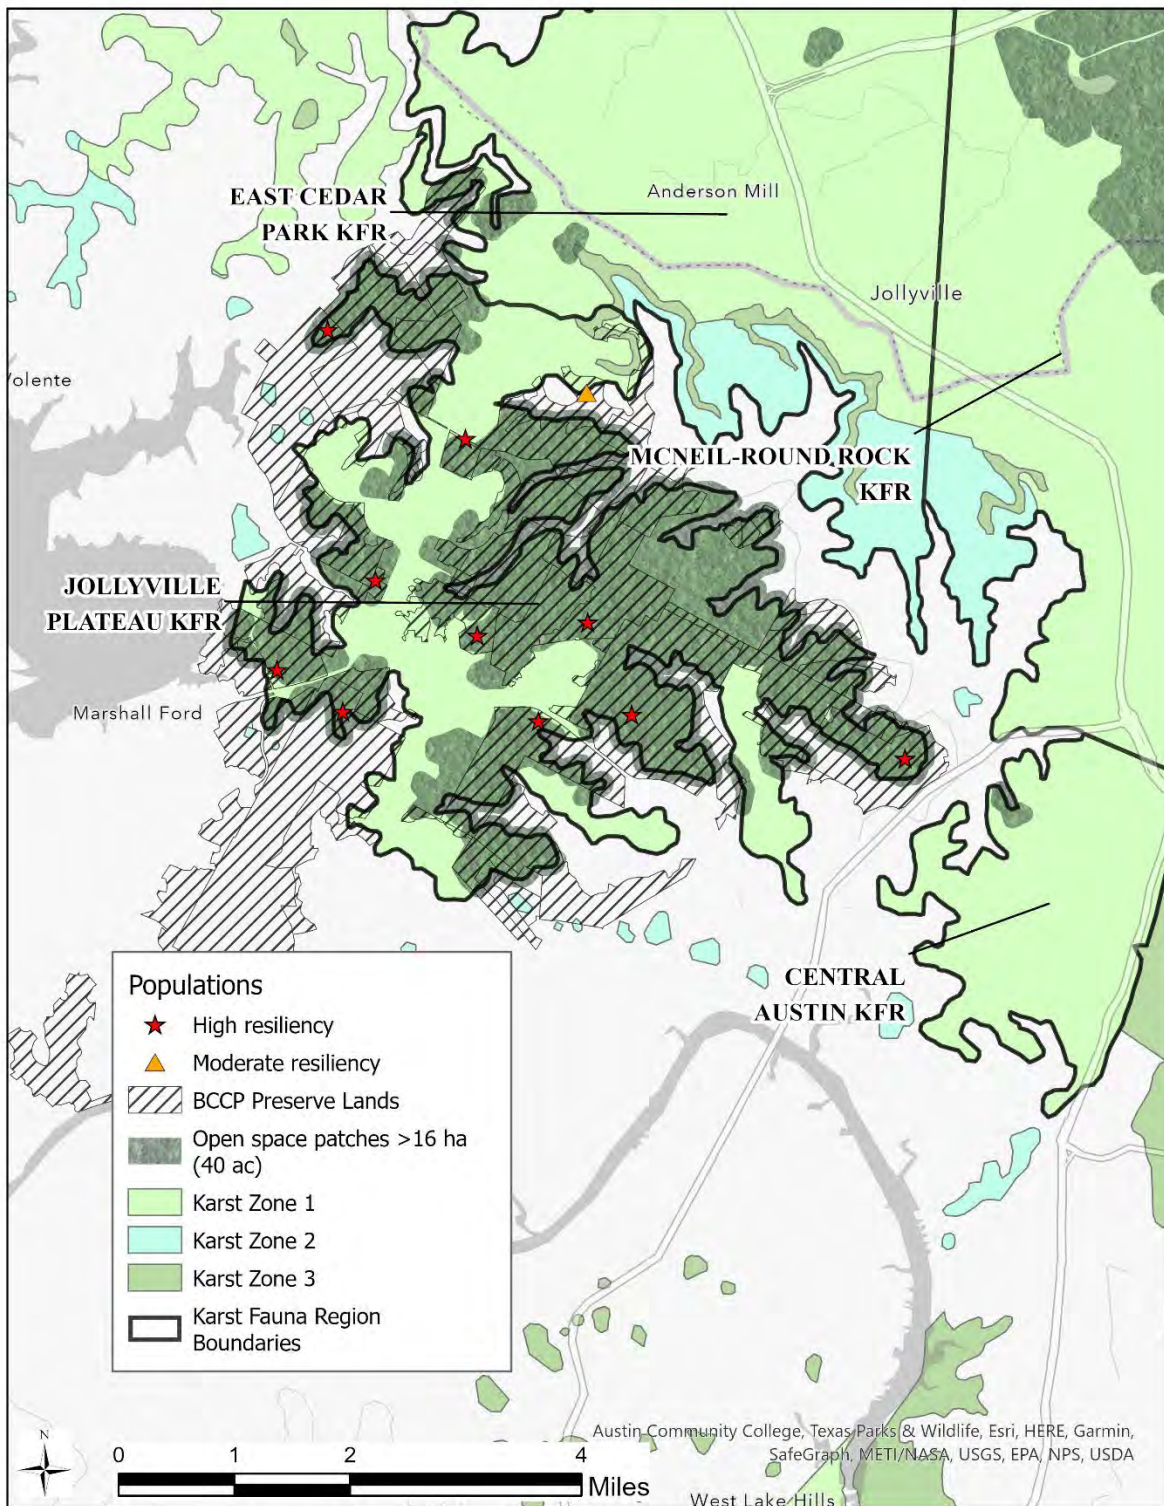 Anderson Mill
EAST CEDAR
PARK KFR
Jollyville
Volente
MCNEIL-ROUND ROCK
KFR
JOLLYVILLE
PLATEAU KFR
Marshall Ford
CENTRAL
AUSTIN KFR
Populations
High resiliency
Moderate resiliency
BCCP Preserve Lands
Open space patches >16 ha
(40 ac)
Karst Zone 1
Karst Zone 2
Karst Zone 3
Karst Fauna Region
Boundaries
Austin Community College, Texas Parks & Wildlife, Esri, HERE, Garmin,
SafeGraph, METI/NASA, USGS, EPA, NPS, USDA
N
0 1 2 4
Miles
West Lake Hills